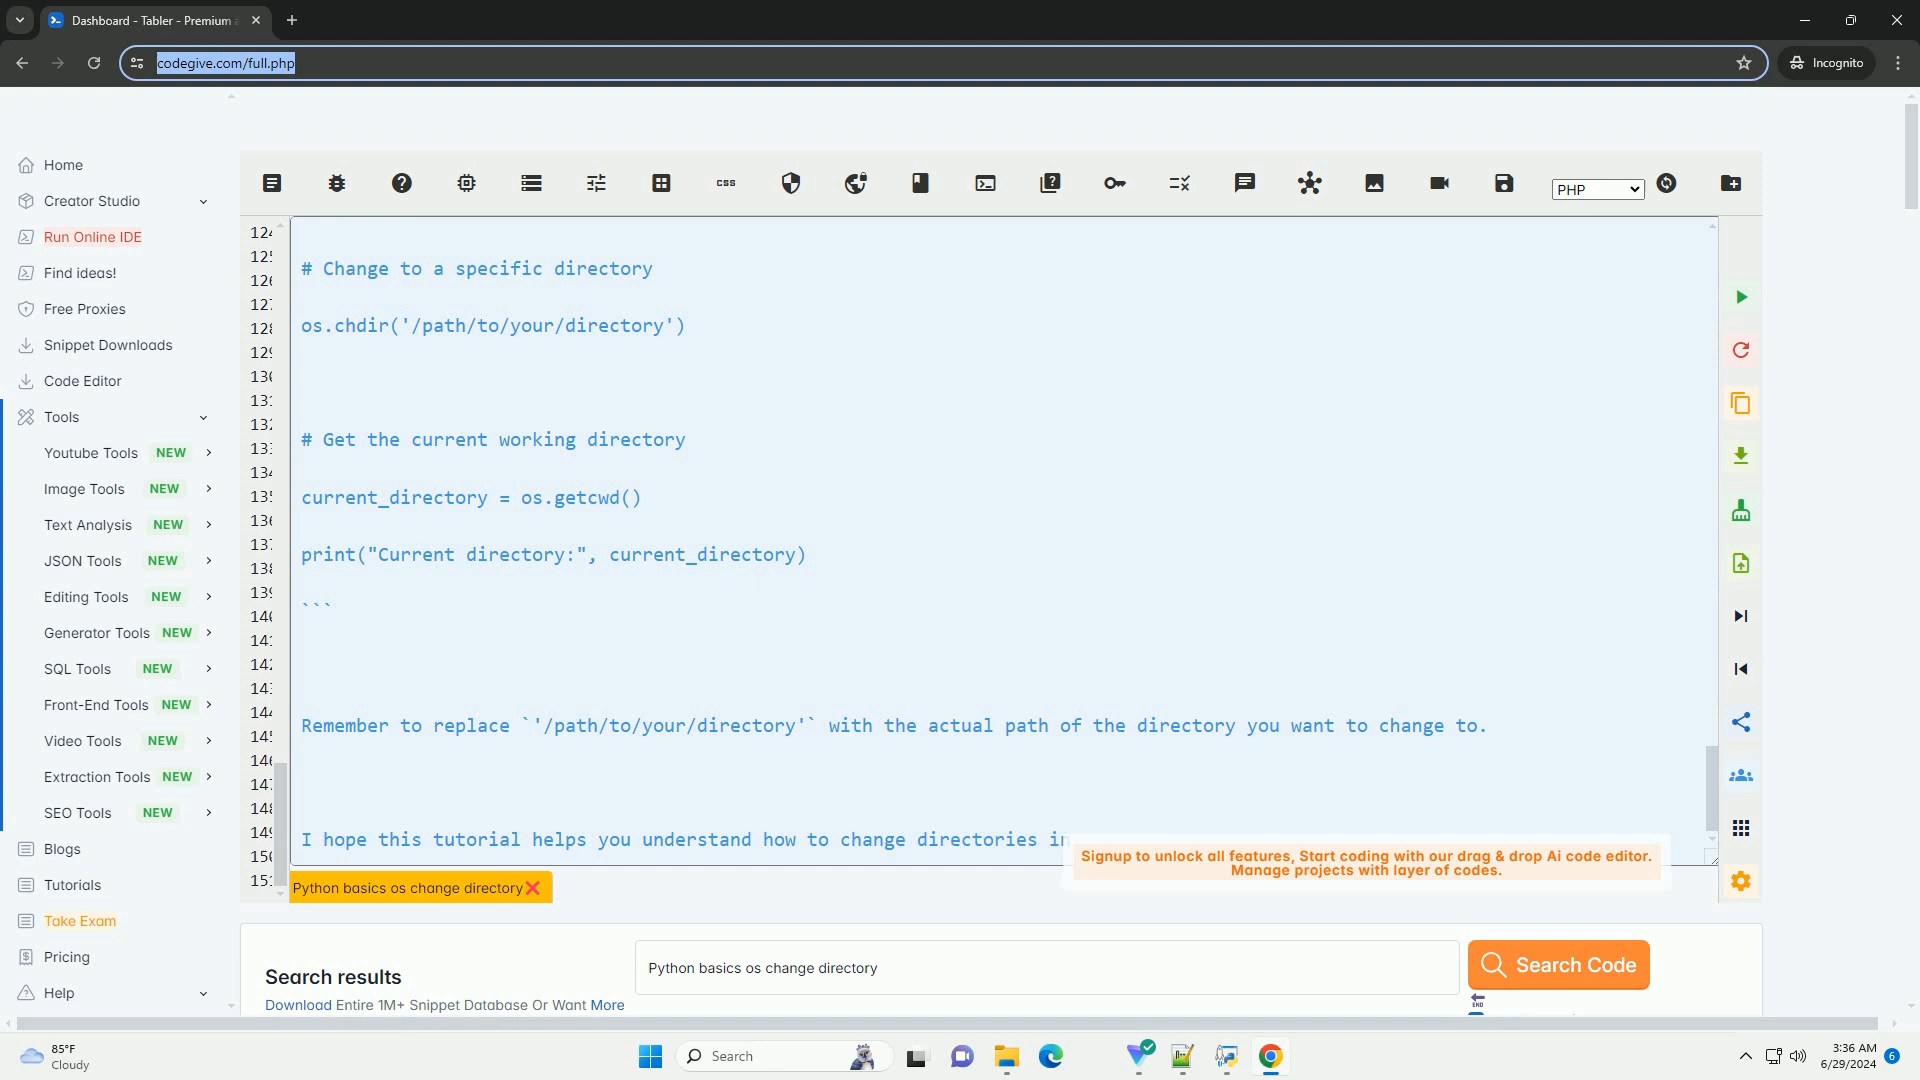 Dashboard - Tabler - Premium
codegive.com/full.php
Incognito
Home
Creator Studio
Run Online IDE
Find ideas!
Free Proxies
Snippet Downloads
Code Editor
Tools
Youtube Tools NEW
Image Tools NEW
Text Analysis NEW
JSON Tools NEW
Editing Tools NEW
Generator Tools NEW
SQL Tools NEW
Front-End Tools NEW
Video Tools NEW
Extraction Tools NEW
SEO Tools NEW
Blogs
Tutorials
Take Exam
Pricing
Help
css
PHP
# Change to a specific directory
os.chdir('/path/to/your/directory')
# Get the current working directory
current_directory = os.getcwd()
print("Current directory:", current_directory)
```
Remember to replace `'/path/to/your/directory'` with the actual path of the directory you want to change to.
I hope this tutorial helps you understand how to change directories in
Signup to unlock all features, Start coding with our drag & drop Ai code editor.
Manage projects with layer of codes.
Python basics os change directory
Search results
Download Entire 1M+ Snippet Database Or Want More
Python basics os change directory
Search Code
END
85°F
Cloudy
Search
3:36 AM
6/29/2024
6